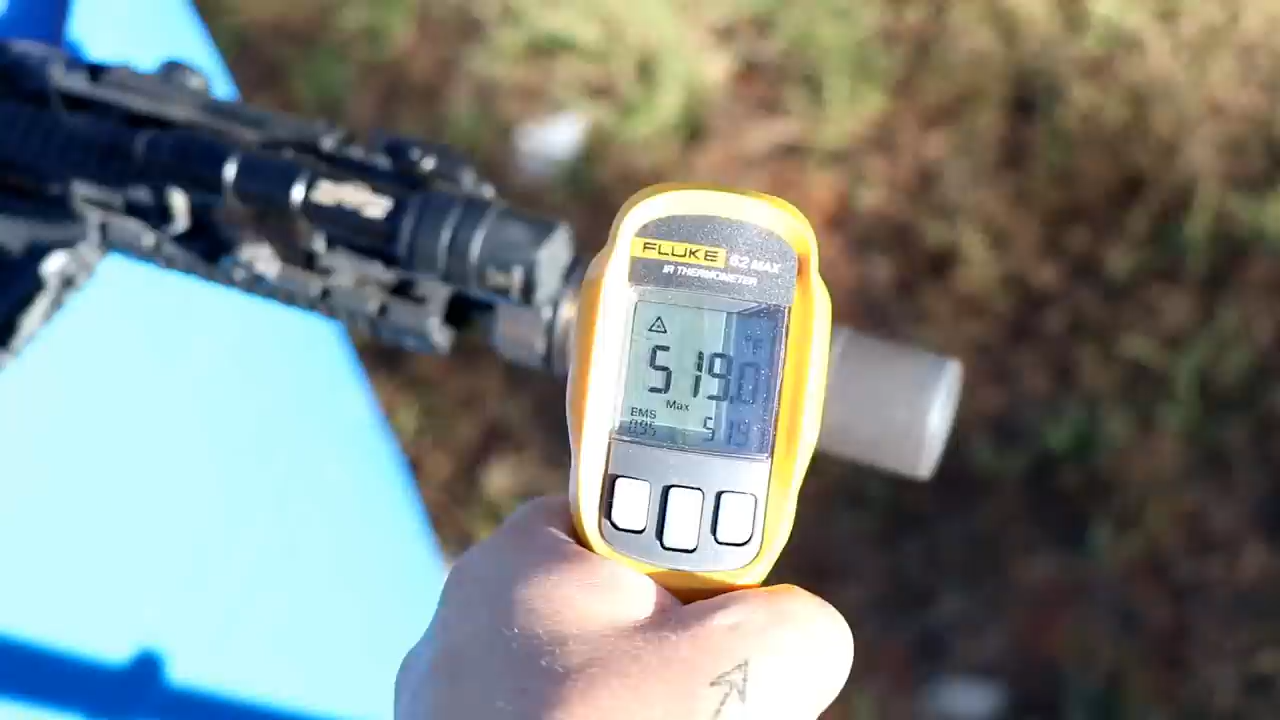 FLUKE 62 MAX
IR THERMOMETER
°F
519.0
Max
EMS
0.95 519